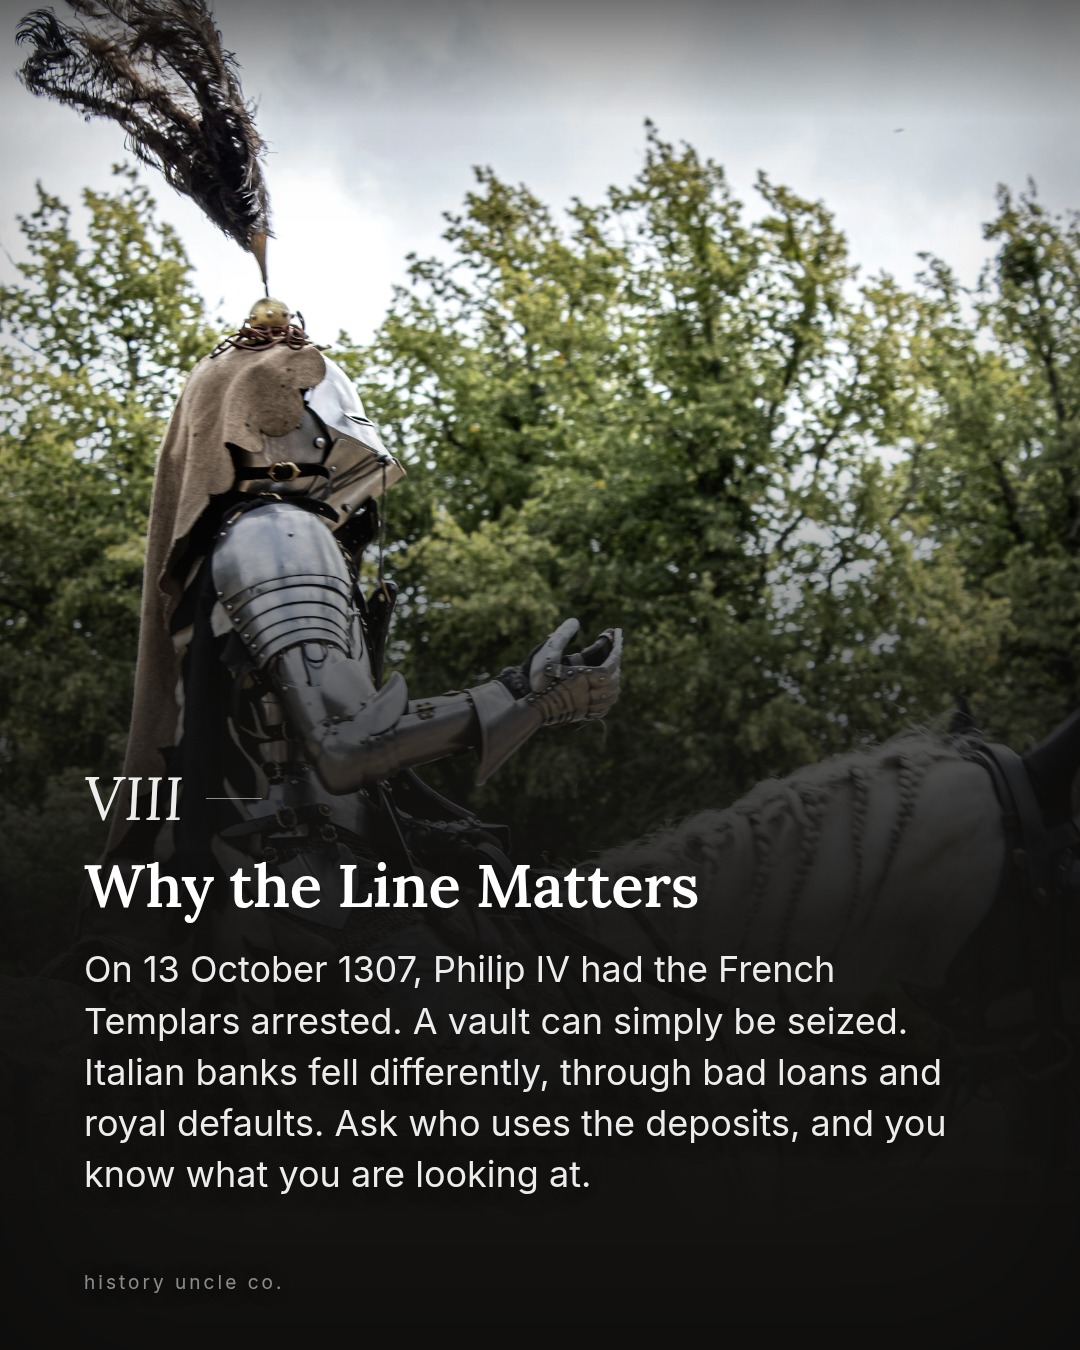 VIII
Why the Line Matters
On 13 October 1307, Philip IV had the French
Templars arrested. A vault can simply be seized.
Italian banks fell differently, through bad loans and
royal defaults. Ask who uses the deposits, and you
know what you are looking at.
history uncle co.